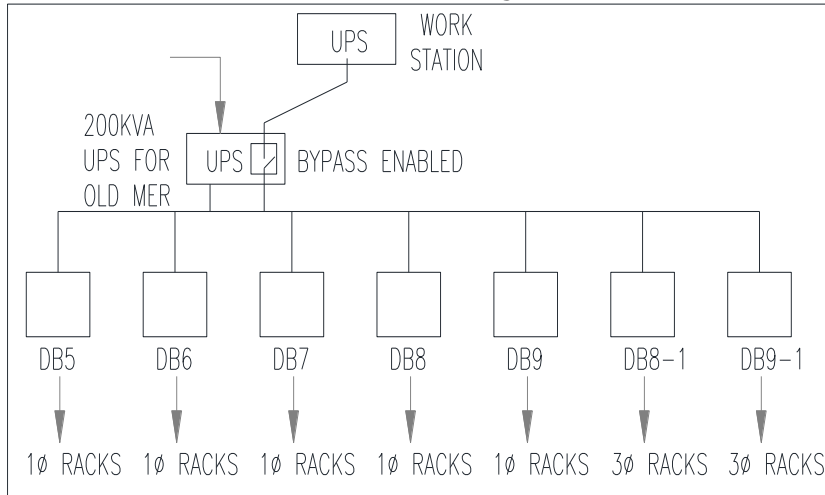 UPS
WORK
STATION
200KVA
UPS FOR
OLD MER
UPS
BYPASS ENABLED
DB5
DB6
DB7
DB8
DB9
DB8-1
DB9-1
1ø RACKS
1ø RACKS
1ø RACKS
1ø RACKS
1ø RACKS
3ø RACKS
3ø RACKS